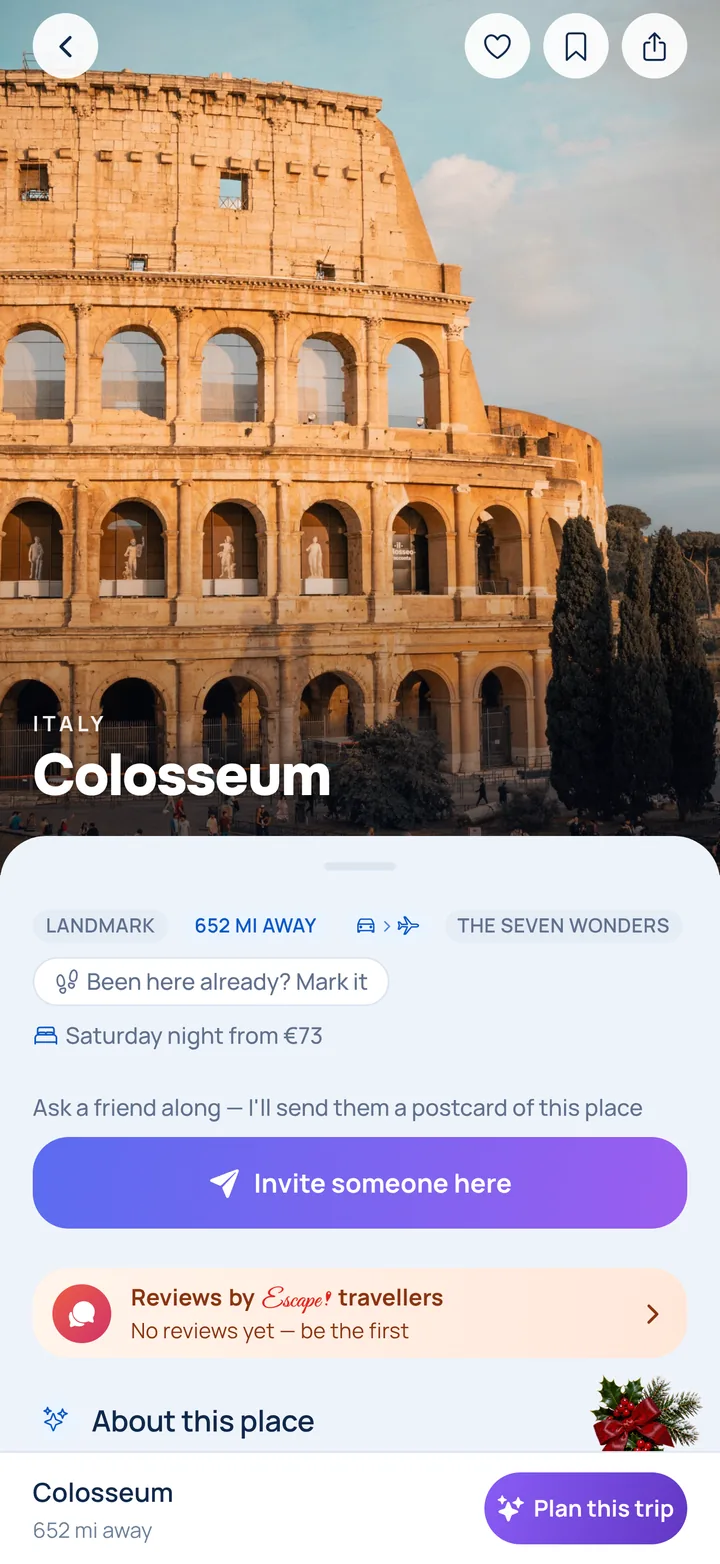 ITALY
Colosseum
LANDMARK
652 MI AWAY
THE SEVEN WONDERS
Been here already? Mark it
Saturday night from €73
Ask a friend along — I'll send them a postcard of this place
Invite someone here
Reviews by Escape! travellers
No reviews yet — be the first
About this place
Colosseum
652 mi away
Plan this trip